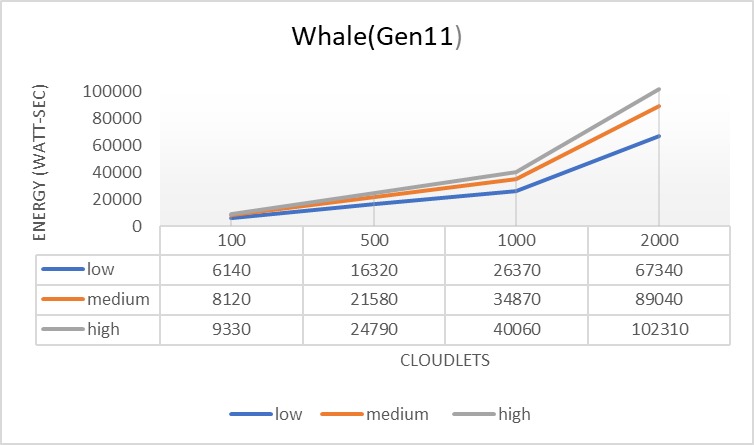 Whale(Gen11)
ENERGY (WATT-SEC)
100000
80000
60000
40000
20000
0
100 500 1000 2000
low 6140 16320 26370 67340
medium 8120 21580 34870 89040
high 9330 24790 40060 102310
CLOUDLETS
low medium high